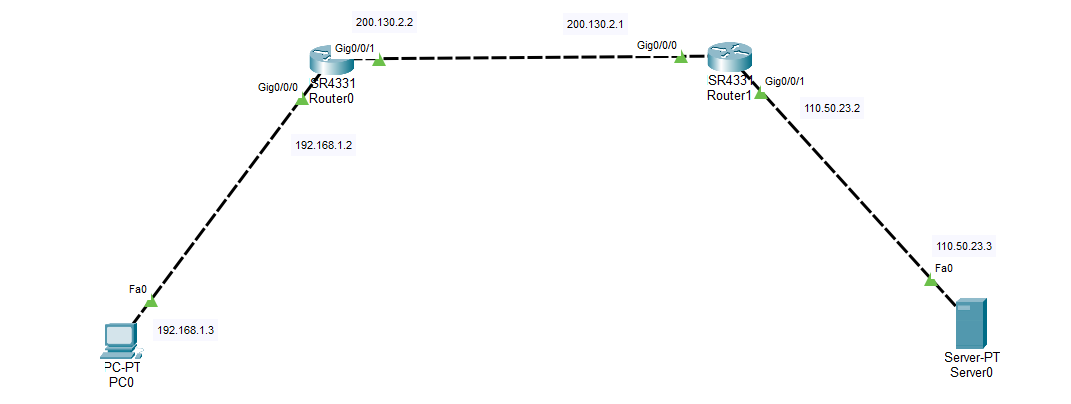 200.130.2.2
200.130.2.1
Gig0/0/1
Gig0/0/0
SR4331
Router0
SR4331
Router1
Gig0/0/0
Gig0/0/1
110.50.23.2
192.168.1.2
110.50.23.3
Fa0
Fa0
192.168.1.3
PC-PT
PC0
Server-PT
Server0